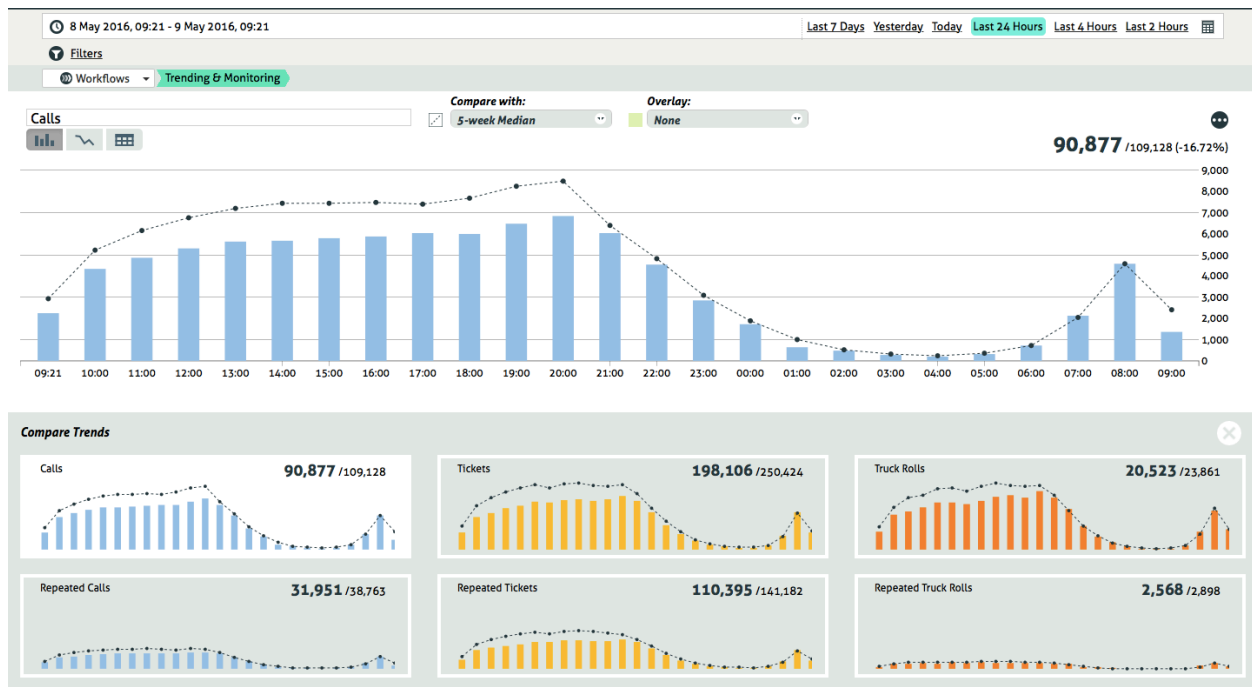 8 May 2016, 09:21 - 9 May 2016, 09:21 Last 7 Days Yesterday Today Last 24 Hours Last 4 Hours Last 2 Hours
Filters
Workflows Trending & Monitoring
Compare with: Overlay:
Calls 5-week Median None
90,877 /109,128 (-16.72%)
9,000
8,000
7,000
6,000
5,000
4,000
3,000
2,000
1,000
0
09:21 10:00 11:00 12:00 13:00 14:00 15:00 16:00 17:00 18:00 19:00 20:00 21:00 22:00 23:00 00:00 01:00 02:00 03:00 04:00 05:00 06:00 07:00 08:00 09:00
Compare Trends
Calls 90,877 /109,128 Tickets 198,106 /250,424 Truck Rolls 20,523 /23,861
Repeated Calls 31,951 /38,763 Repeated Tickets 110,395 /141,182 Repeated Truck Rolls 2,568 /2,898